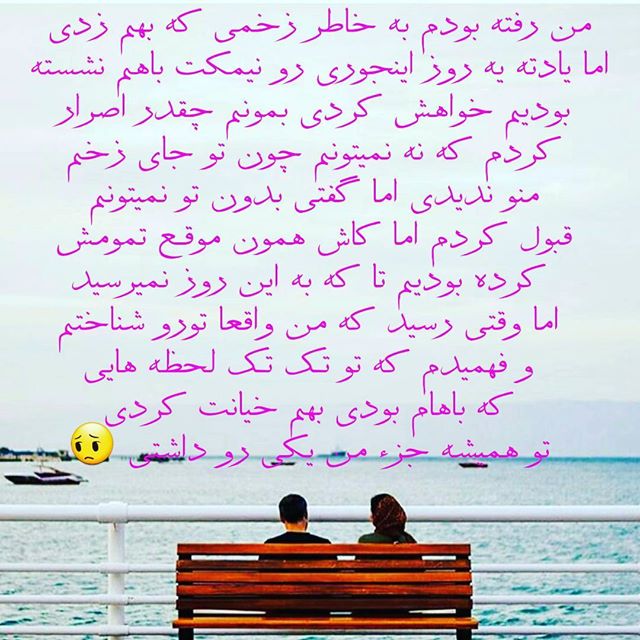 من رفته بودم به خاطر زخمی که بهم زدی
اما یادته یه روز اینجوری رو نیمکت باهم نشسته
بودیم خواهش کردی بمونم چقدر اصرار
کردم که نه نمیتونم چون تو جای زخم
منو ندیدی اما گفتی بدون تو نمیتونم
قبول کردم اما کاش همون موقع تمومش
کرده بودیم تا که به این روز نمیرسید
اما وقتی رسید که من واقعا تورو شناختم
و فهمیدم که تو تک تک لحظه هایی
که باهام بودی بهم خیانت کردی
تو همیشه جزء من یکی رو داشتی 😔